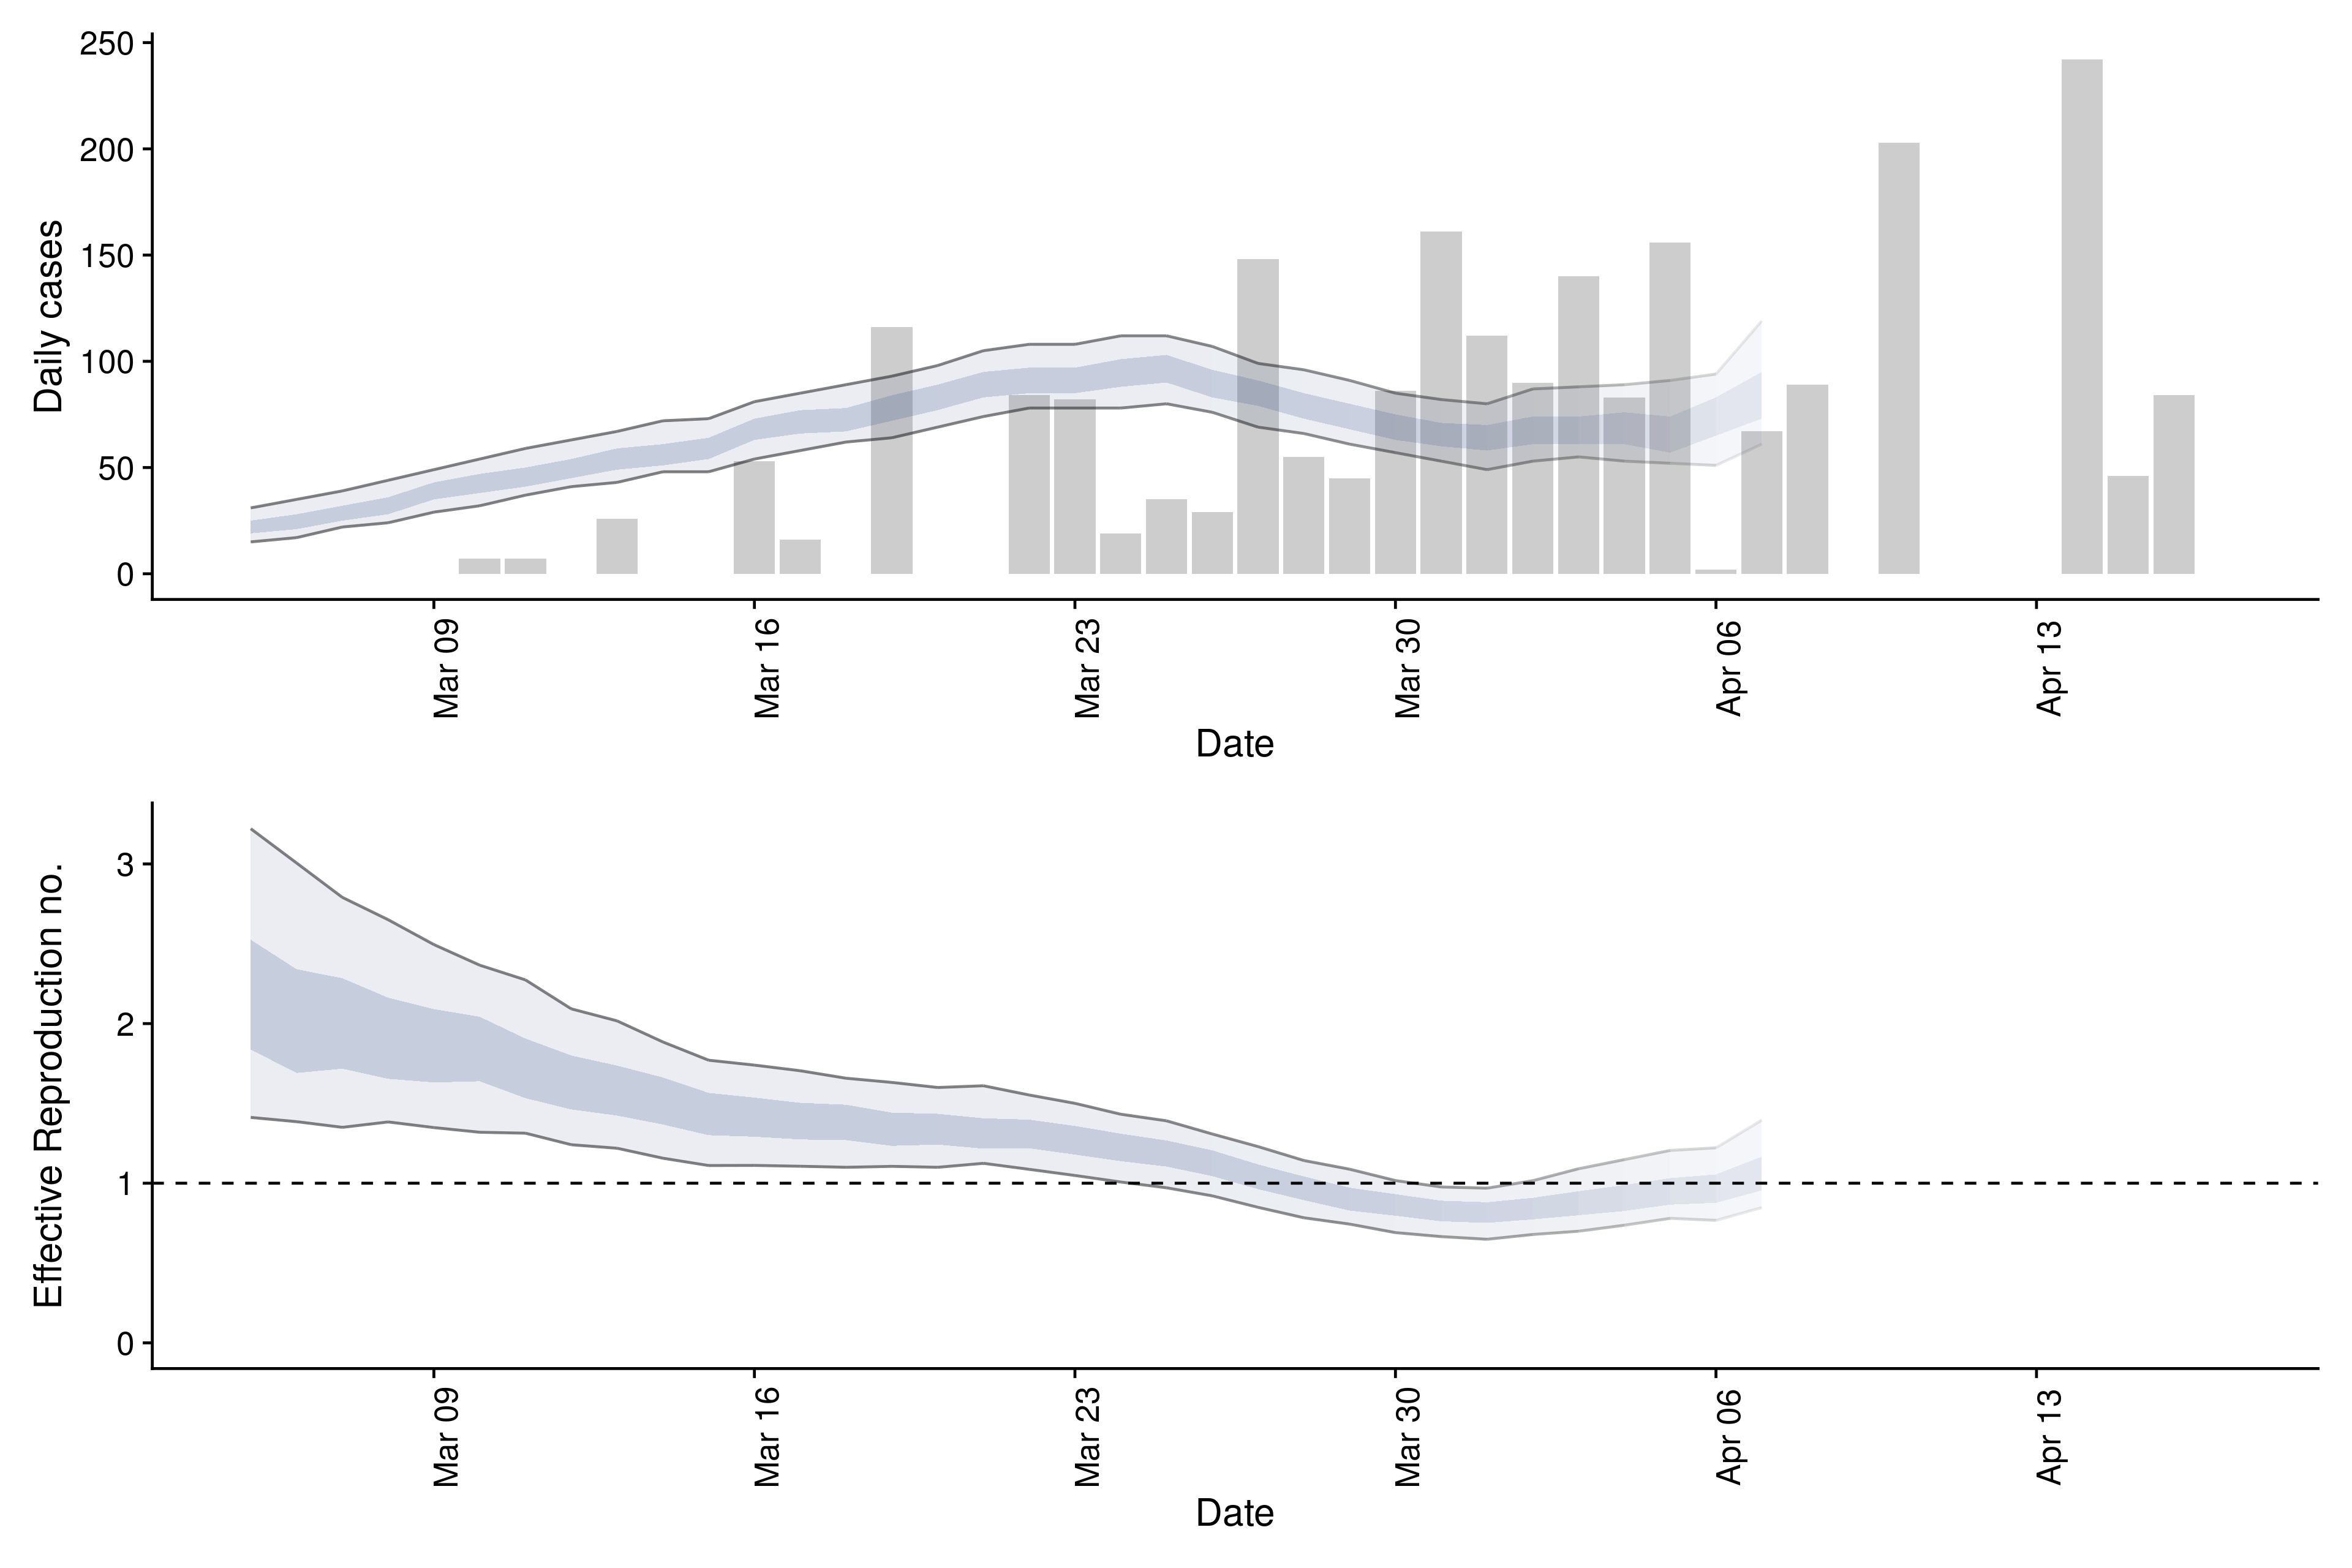 250
200
150
100
50
0
Daily cases
Mar 09
Mar 16
Mar 23
Mar 30
Apr 06
Apr 13
Date
3
2
1
0
Effective Reproduction no.
Mar 09
Mar 16
Mar 23
Mar 30
Apr 06
Apr 13
Date